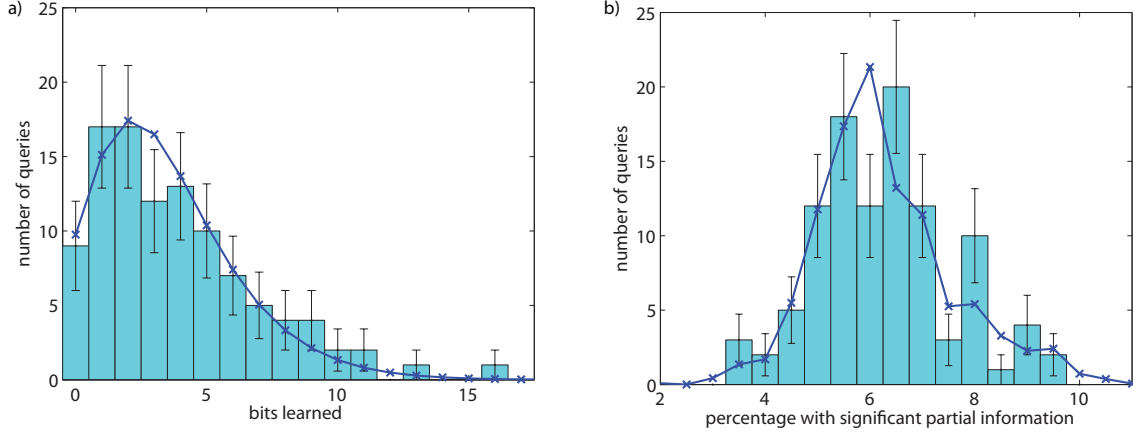 a)
25
20
15
10
5
0
number of queries
0 5 10 15
bits learned
b)
25
20
15
10
5
0
number of queries
2 4 6 8 10
percentage with significant partial information